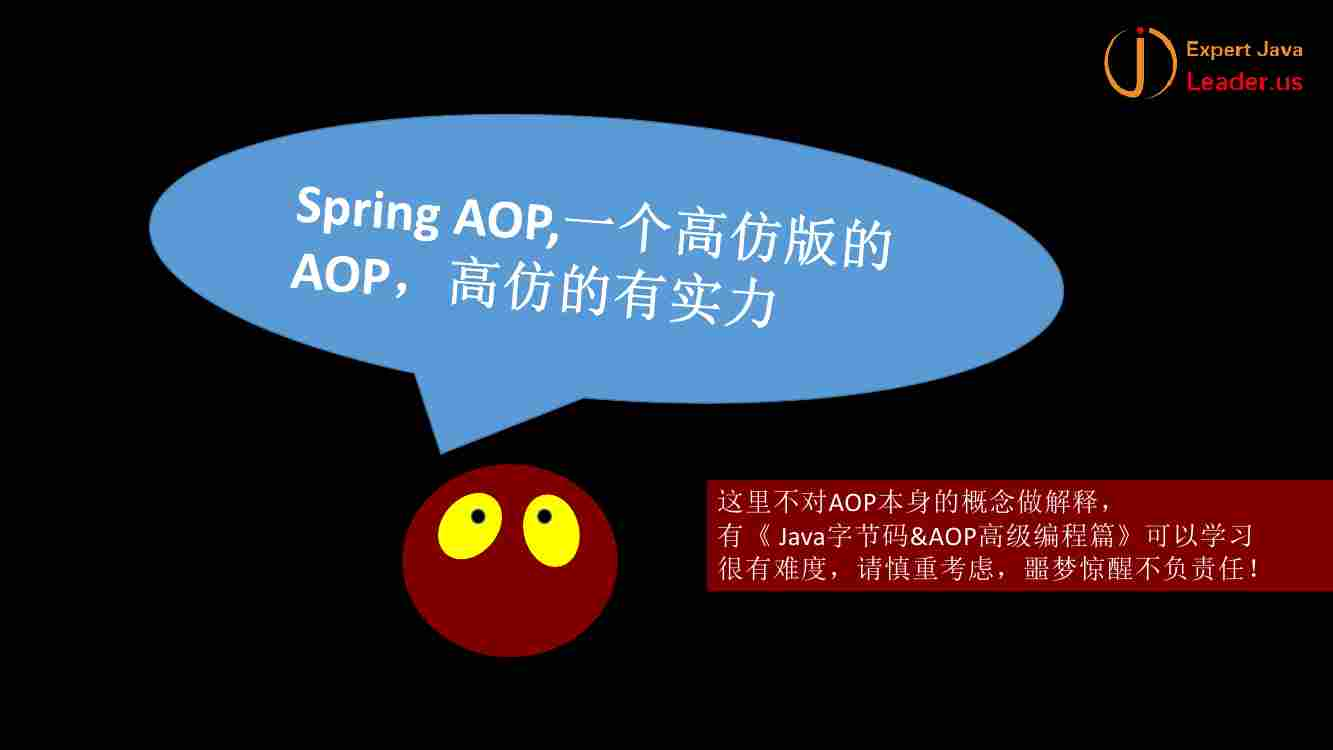 Expert Java
Leader.us
Spring AOP,一个高仿版的
AOP，高仿的有实力
这里不对AOP本身的概念做解释，
有《 Java字节码&AOP高级编程篇》可以学习
很有难度，请慎重考虑，噩梦惊醒不负责任！